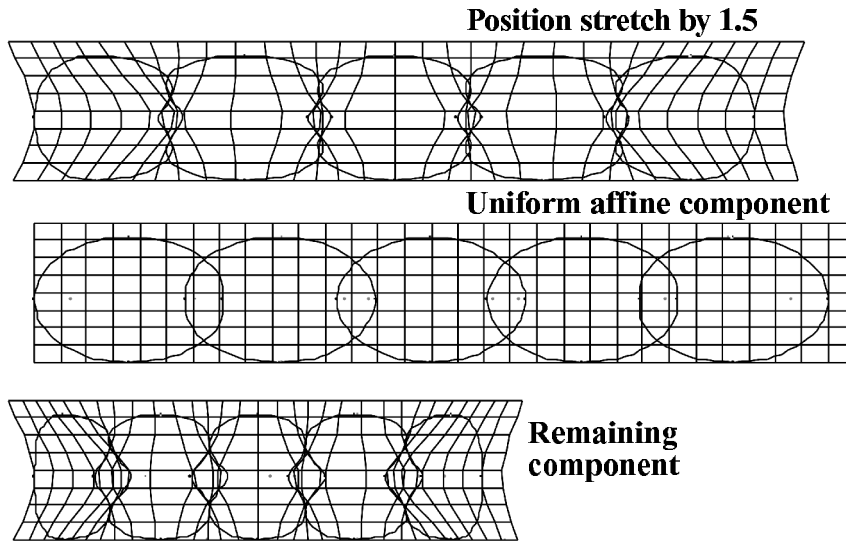 Position stretch by 1.5
Uniform affine component
Remaining
component